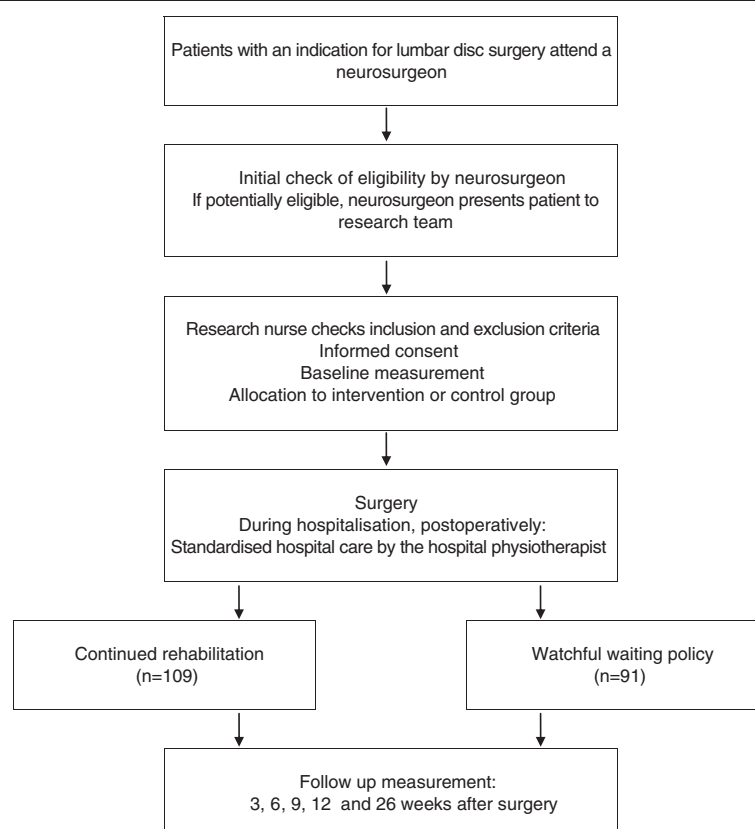 Patients with an indication for lumbar disc surgery attend a
neurosurgeon
Initial check of eligibility by neurosurgeon
If potentially eligible, neurosurgeon presents patient to
research team
Research nurse checks inclusion and exclusion criteria
Informed consent
Baseline measurement
Allocation to intervention or control group
Surgery
During hospitalisation, postoperatively:
Standardised hospital care by the hospital physiotherapist
Continued rehabilitation
(n=109)
Watchful waiting policy
(n=91)
Follow up measurement:
3, 6, 9, 12 and 26 weeks after surgery